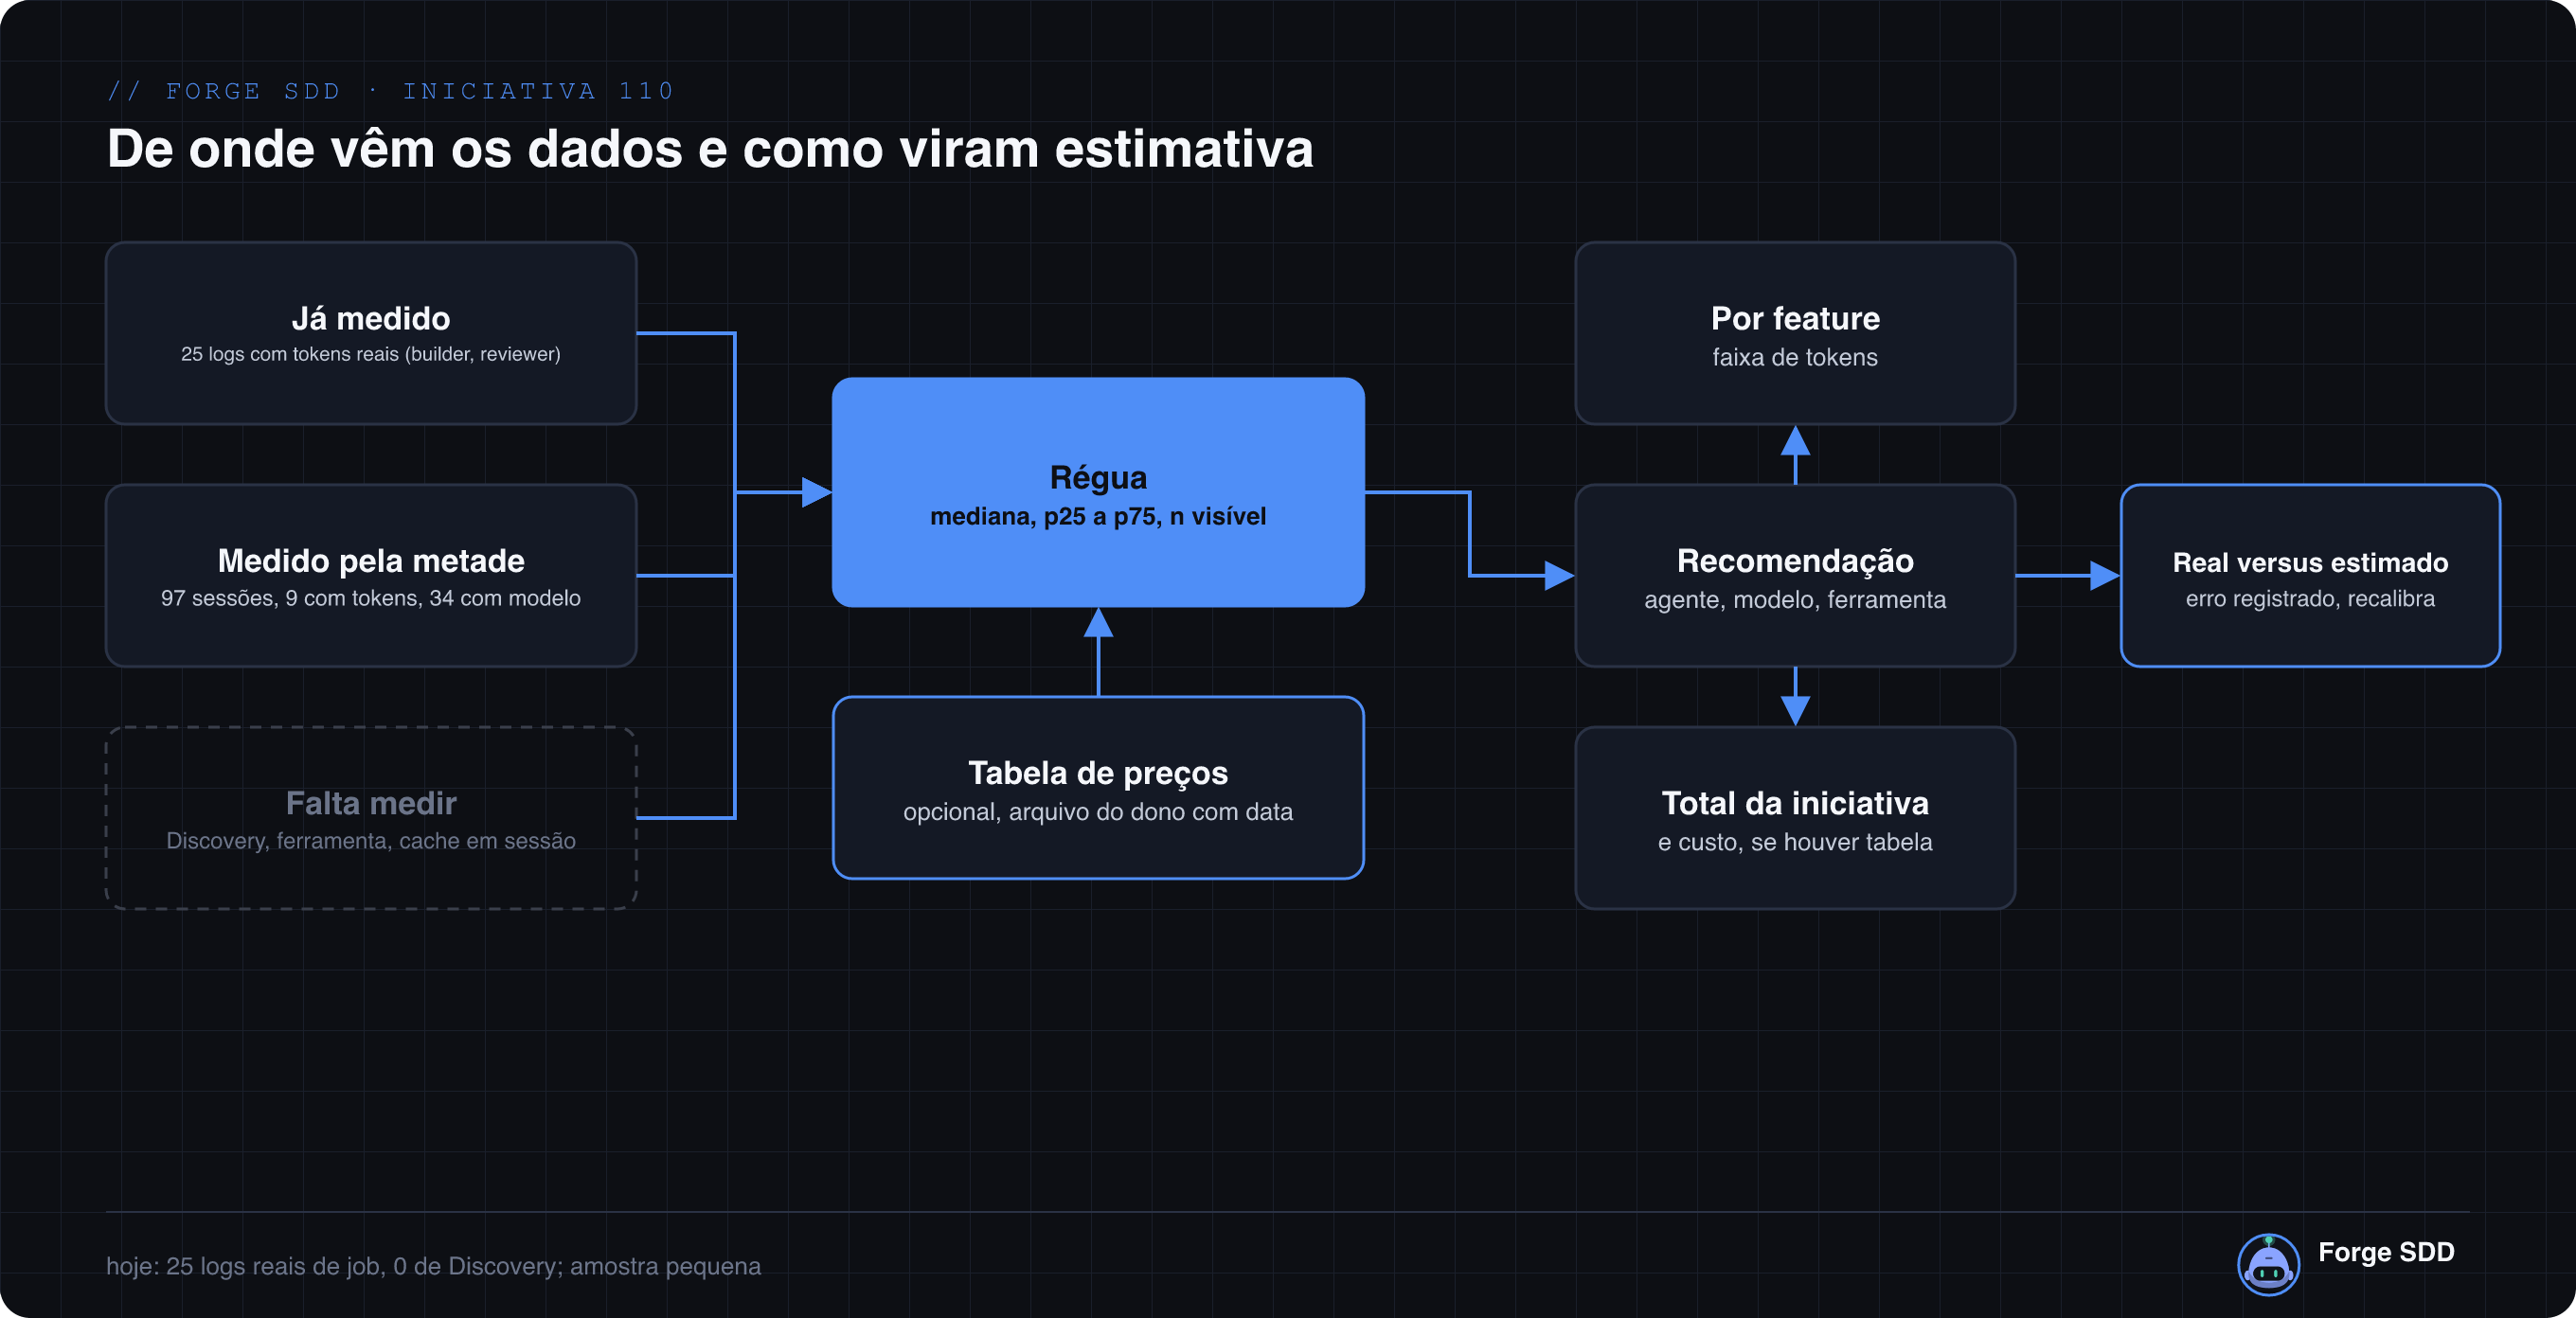 // FORGE SDD · INICIATIVA 110
De onde vêm os dados e como viram estimativa
Já medido
25 logs com tokens reais (builder, reviewer)
Medido pela metade
97 sessões, 9 com tokens, 34 com modelo
Falta medir
Discovery, ferramenta, cache em sessão
Régua
mediana, p25 a p75, n visível
Tabela de preços
opcional, arquivo do dono com data
Por feature
faixa de tokens
Recomendação
agente, modelo, ferramenta
Total da iniciativa
e custo, se houver tabela
Real versus estimado
erro registrado, recalibra
hoje: 25 logs reais de job, 0 de Discovery; amostra pequena
Forge SDD